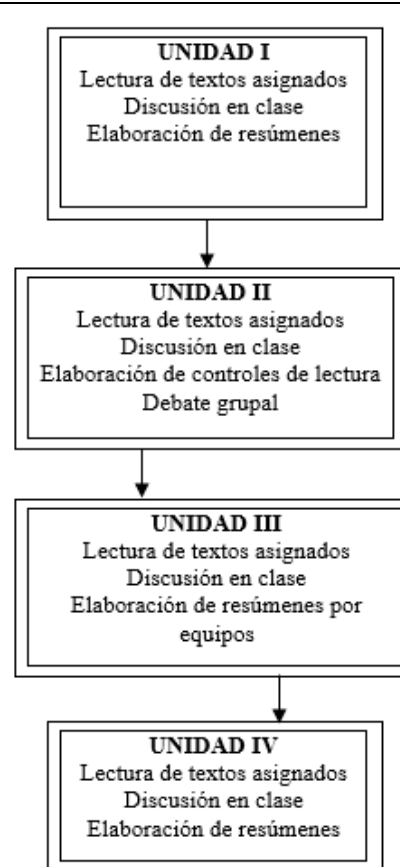 UNIDAD I
Lectura de textos asignados
Discusión en clase
Elaboración de resúmenes
UNIDAD II
Lectura de textos asignados
Discusión en clase
Elaboración de controles de lectura
Debate grupal
UNIDAD III
Lectura de textos asignados
Discusión en clase
Elaboración de resúmenes por
equipos
UNIDAD IV
Lectura de textos asignados
Discusión en clase
Elaboración de resúmenes